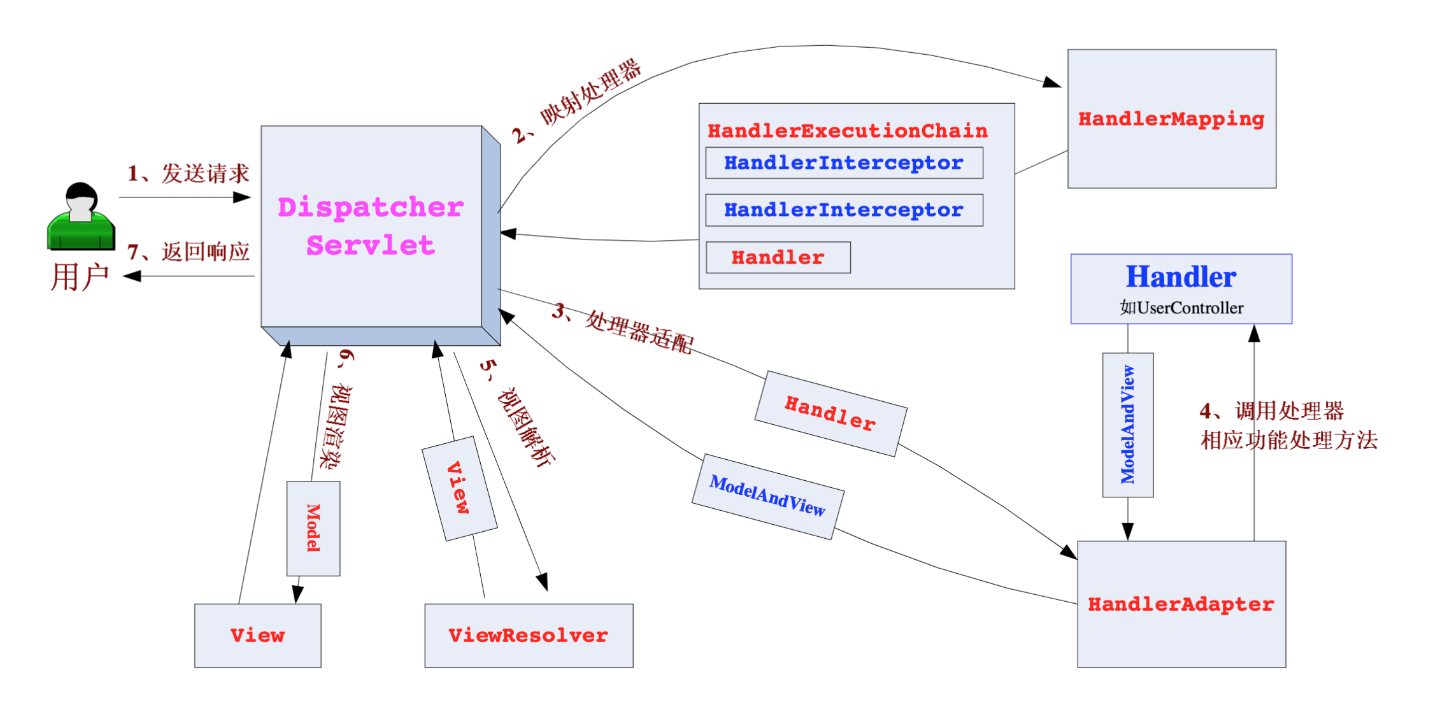 1、发送请求
7、返回响应
用户
Dispatcher
Servlet
2、映射处理器
HandlerExecutionChain
HandlerInterceptor
HandlerInterceptor
Handler
HandlerMapping
3、处理器适配
Handler
ModelAndView
Handler
如UserController
ModelAndView
4、调用处理器
相应功能处理方法
HandlerAdapter
5、视图解析
View
ViewResolver
6、视图渲染
Model
View